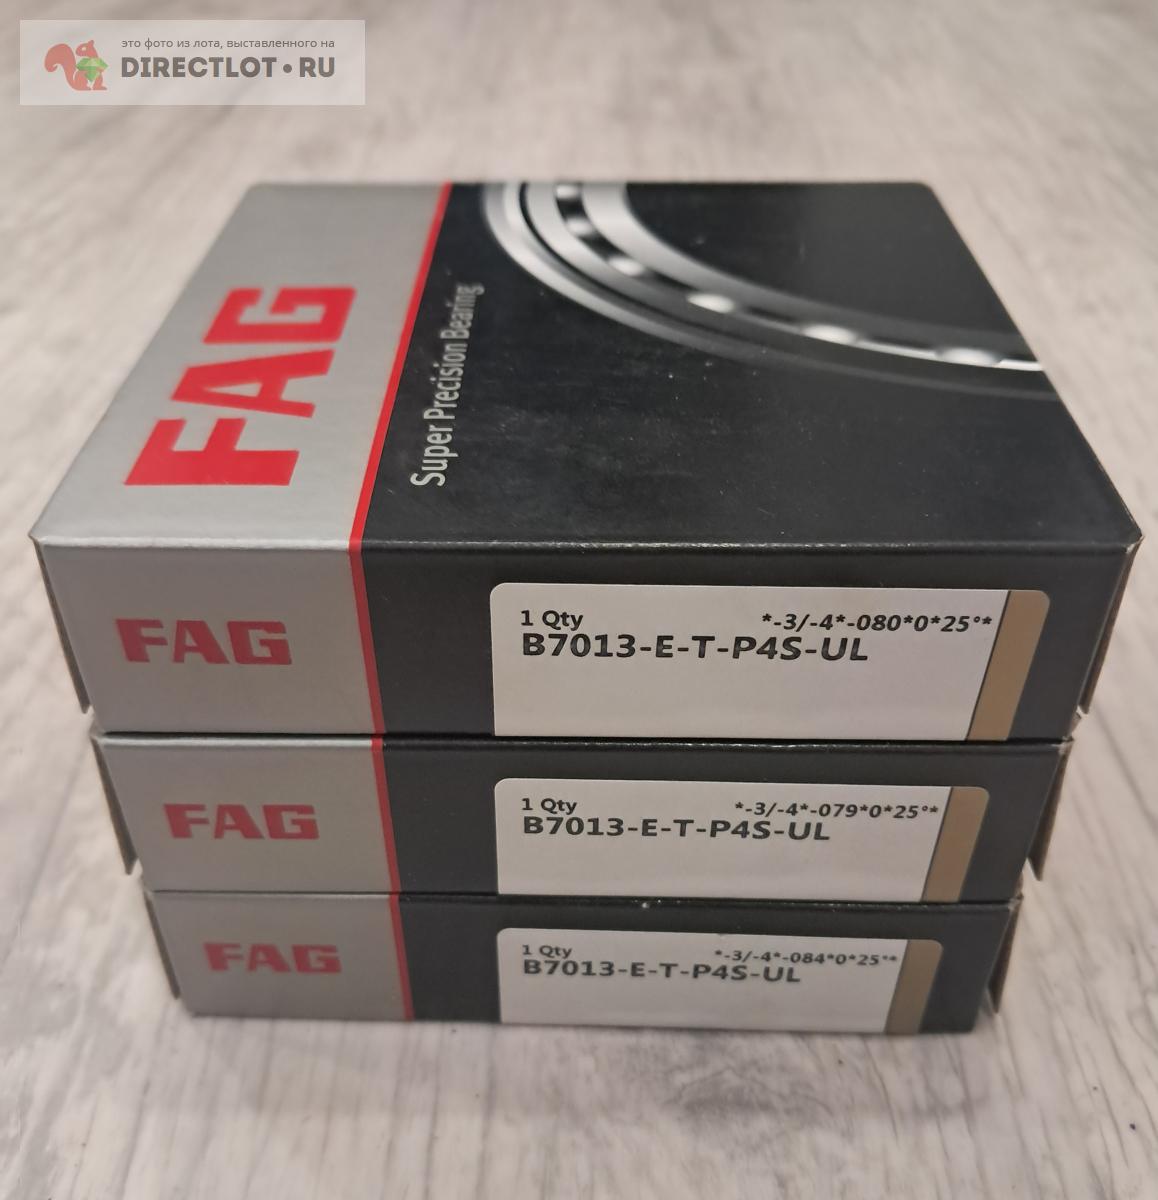 это фото из лота, выставленного на
DIRECTLOT•RU
FAG
Super Precision Bearing
FAG
1 Qty *-3/-4*-080*0*25°*
B7013-E-T-P4S-UL
FAG
1 Qty *-3/-4*-079*0*25°*
B7013-E-T-P4S-UL
FAG
1 Qty *-3/-4*-084*0*25°*
B7013-E-T-P4S-UL